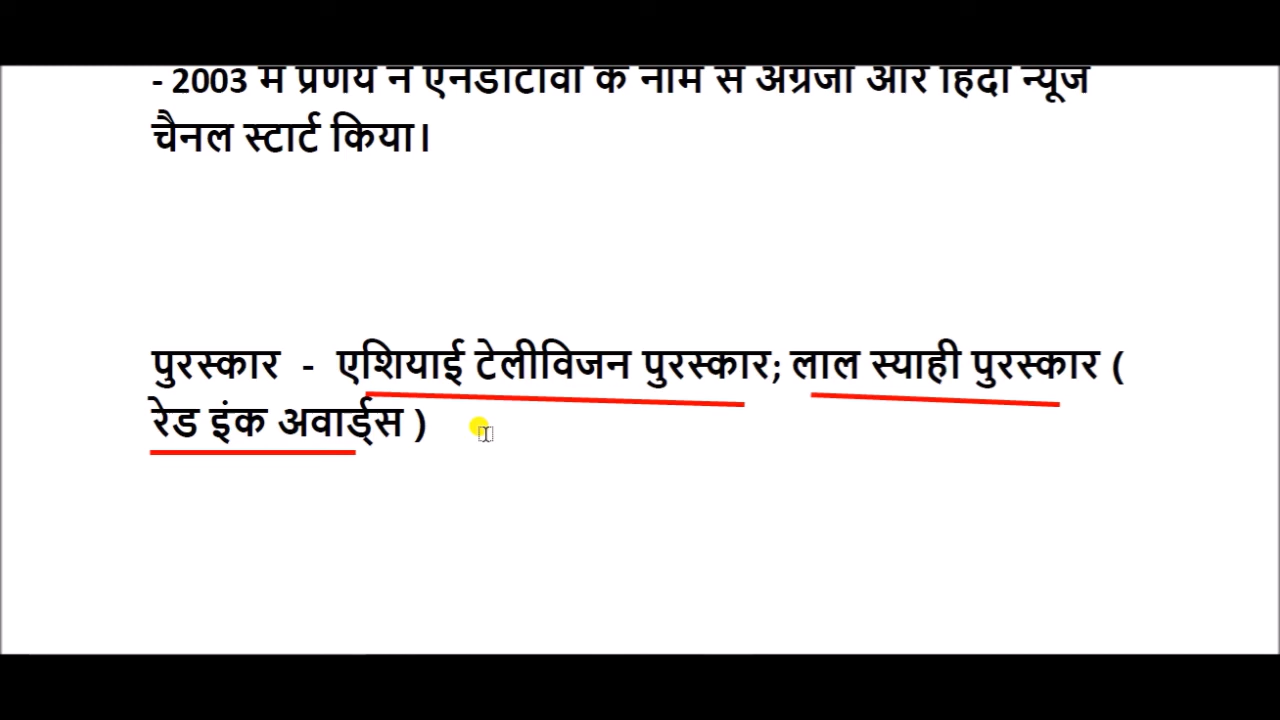 - 2003 में प्रणय ने एनडीटीवी के नाम से अंग्रेजी और हिंदी न्यूज
चैनल स्टार्ट किया।
पुरस्कार - एशियाई टेलीविजन पुरस्कार; लाल स्याही पुरस्कार (
रेड इंक अवार्ड्स )